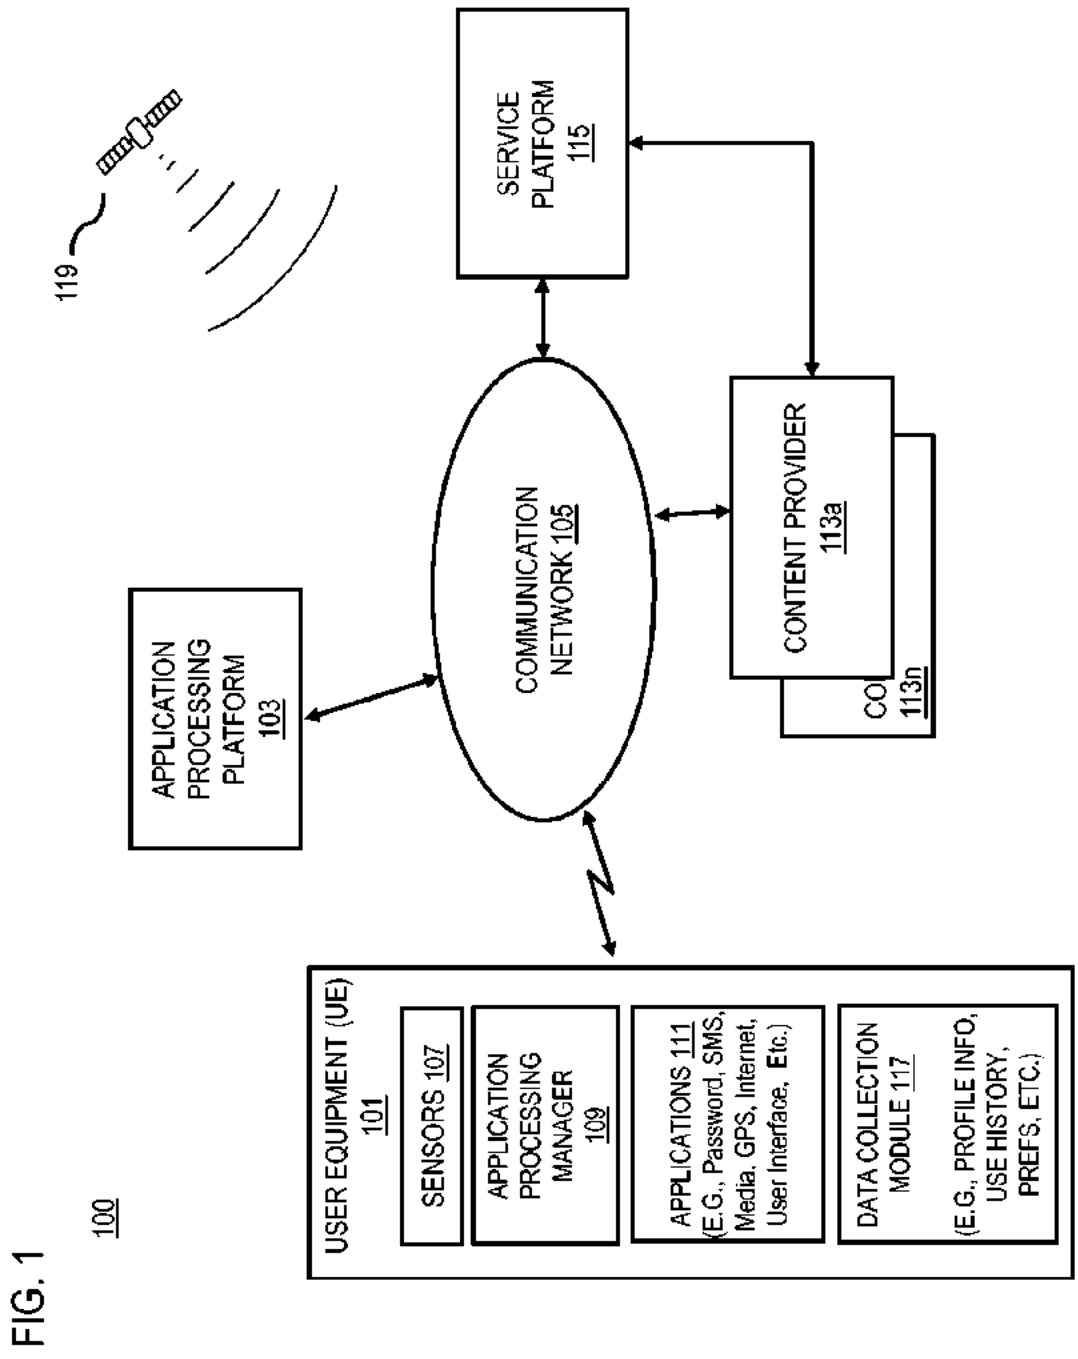 FIG. 1
100
119
USER EQUIPMENT (UE)
101
SENSORS 107
APPLICATION
PROCESSING
MANAGER
109
APPLICATIONS 111
(E.G., Password, SMS,
Media, GPS, Internet,
User Interface, Etc.)
DATA COLLECTION
MODULE 117
(E.G., PROFILE INFO,
USE HISTORY,
PREFS, ETC.)
APPLICATION
PROCESSING
PLATFORM
103
COMMUNICATION
NETWORK 105
SERVICE
PLATFORM
115
CONTENT PROVIDER
113a
CO
113n